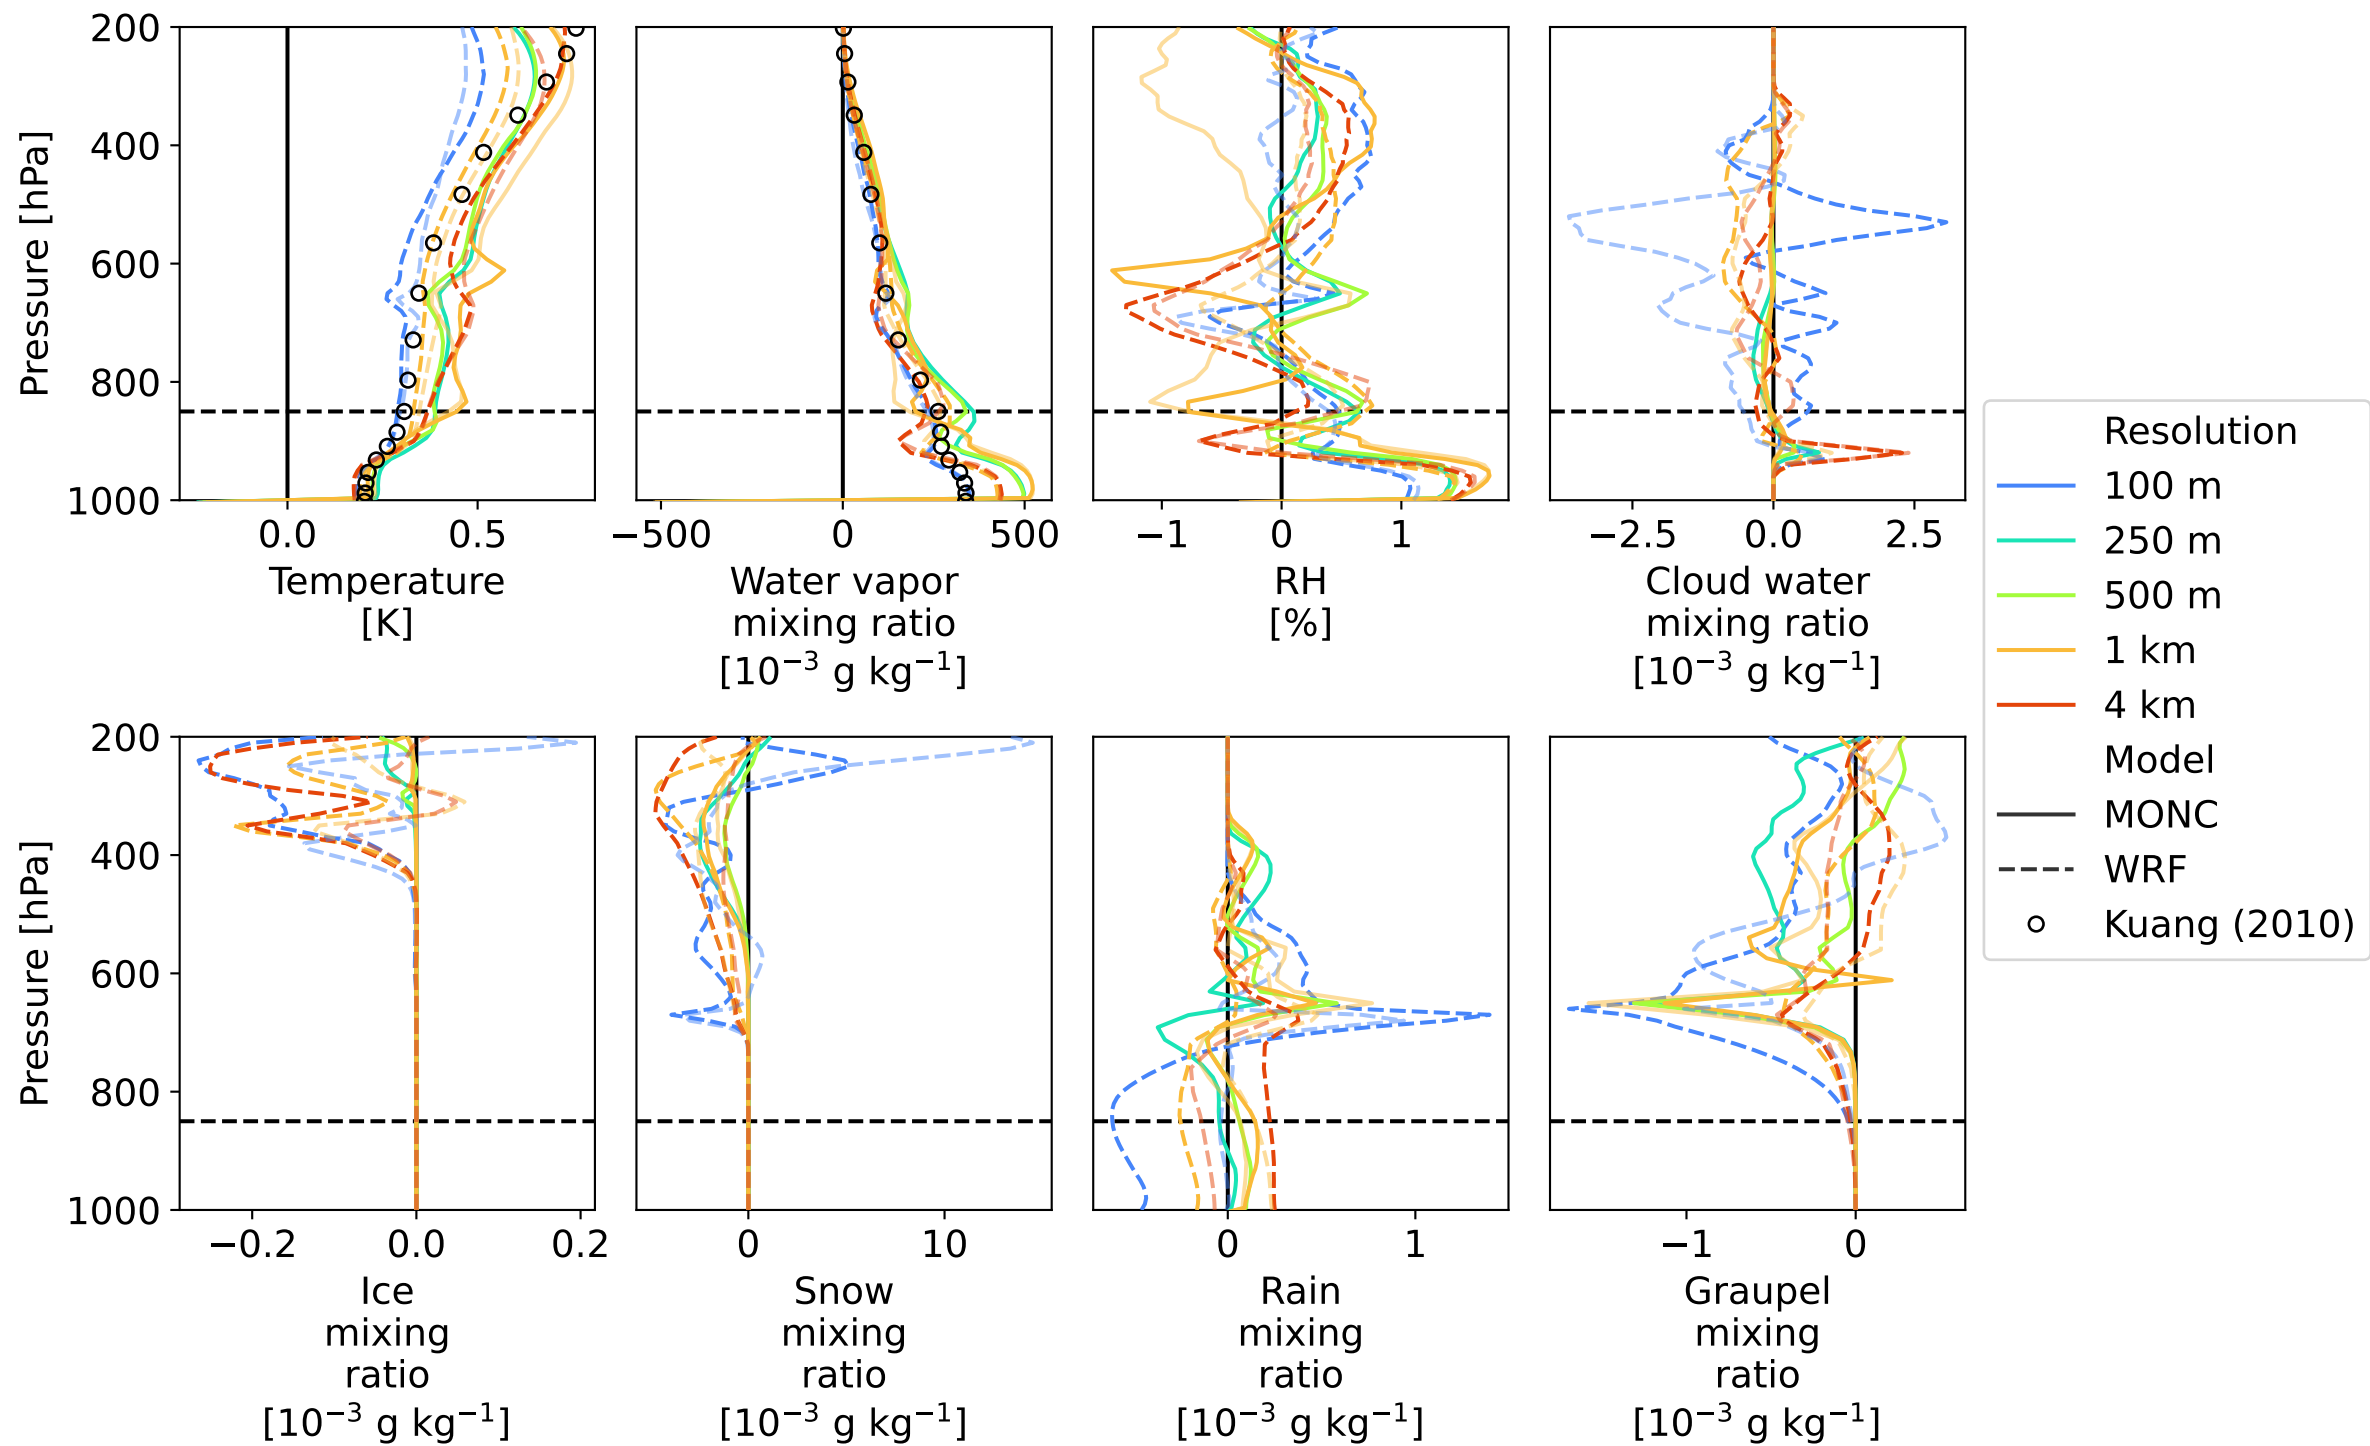 200
400
600
800
1000
Pressure [hPa]
0.0 0.5
Temperature
[K]
−500 0 500
Water vapor
mixing ratio
[10⁻³ g kg⁻¹]
−1 0 1
RH
[%]
−2.5 0.0 2.5
Cloud water
mixing ratio
[10⁻³ g kg⁻¹]
Resolution
100 m
250 m
500 m
1 km
4 km
Model
MONC
WRF
Kuang (2010)
200
400
600
800
1000
Pressure [hPa]
−0.2 0.0 0.2
Ice
mixing
ratio
[10⁻³ g kg⁻¹]
0 10
Snow
mixing
ratio
[10⁻³ g kg⁻¹]
0 1
Rain
mixing
ratio
[10⁻³ g kg⁻¹]
−1 0
Graupel
mixing
ratio
[10⁻³ g kg⁻¹]